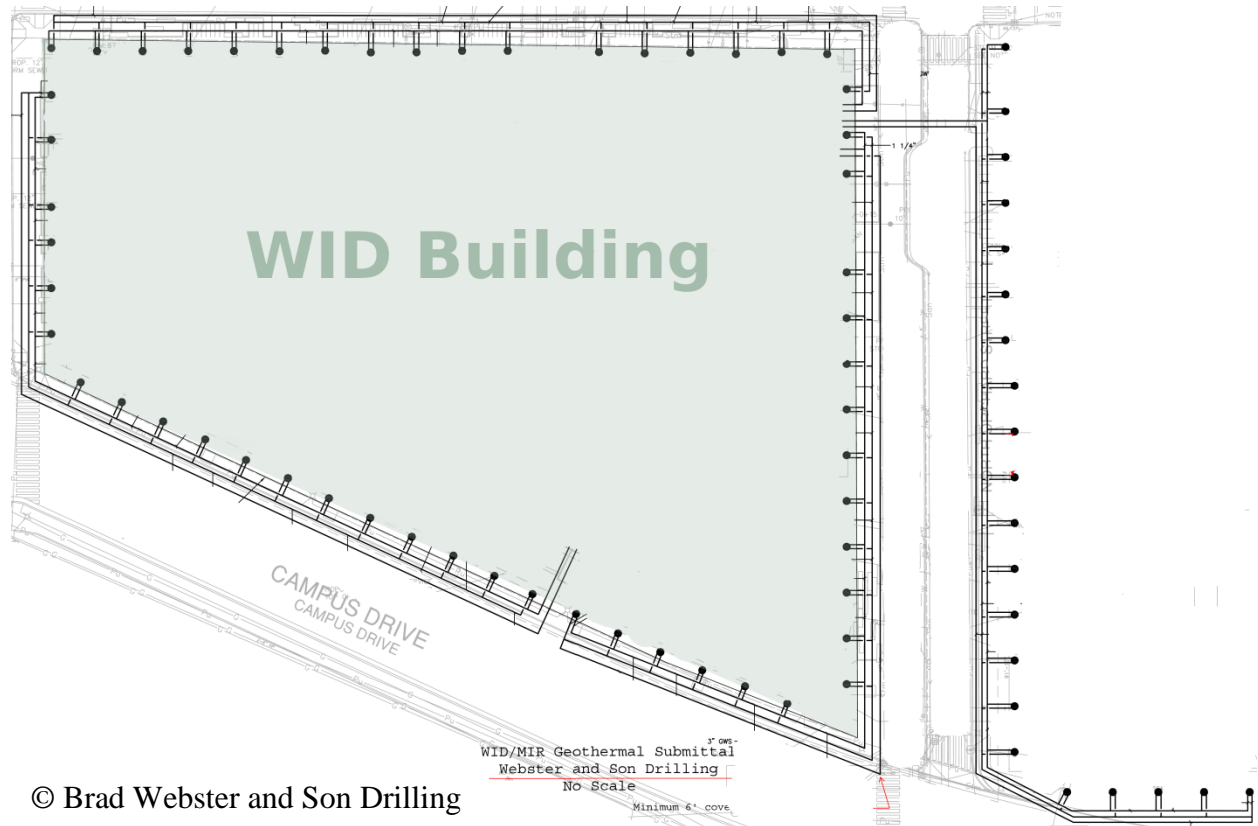 WID Building
1 1/4"
CAMPUS DRIVE
CAMPUS DRIVE
3" GWS-
WID/MIR Geothermal Submittal
Webster and Son Drilling
No Scale
Minimum 6' cove
© Brad Webster and Son Drilling